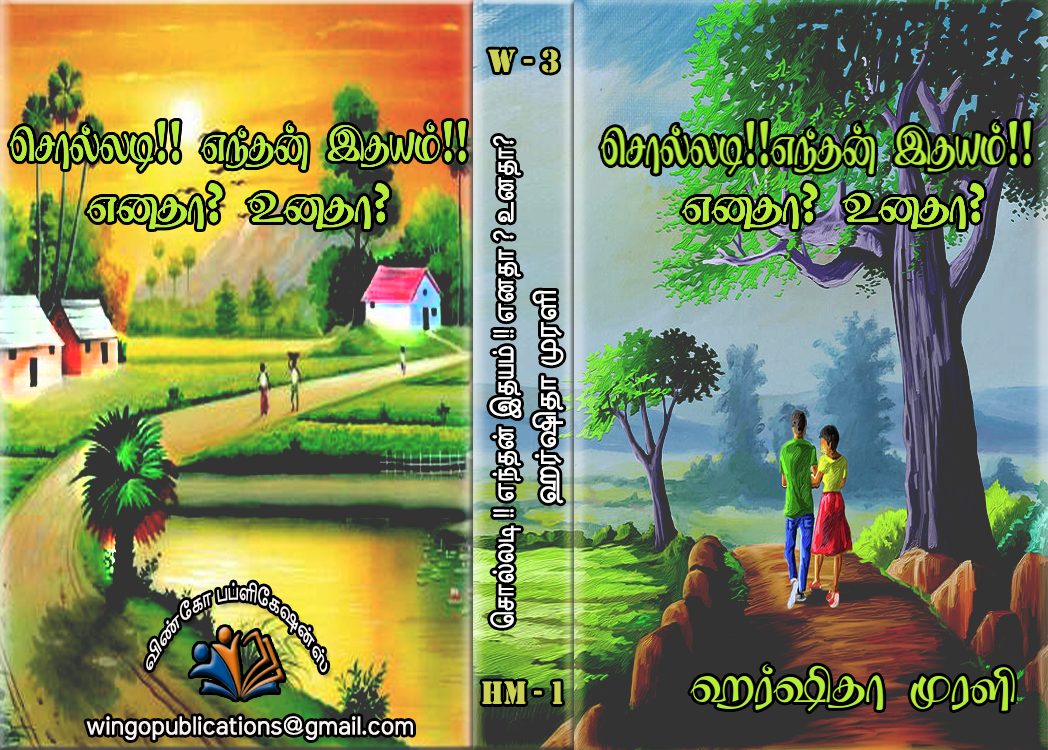 சொல்லடி!! எந்தன் இதயம்!!
எனதா? உனதா?
விண்கோ பப்ளிகேஷன்ஸ்
wingopublications@gmail.com
W - 3
சொல்லடி !! எந்தன் இதயம் !! எனதா ? உனதா?
ஹர்ஷிதா முரளி
HM - 1
சொல்லடி!!எந்தன் இதயம்!!
எனதா? உனதா?
ஹர்ஷிதா முரளி